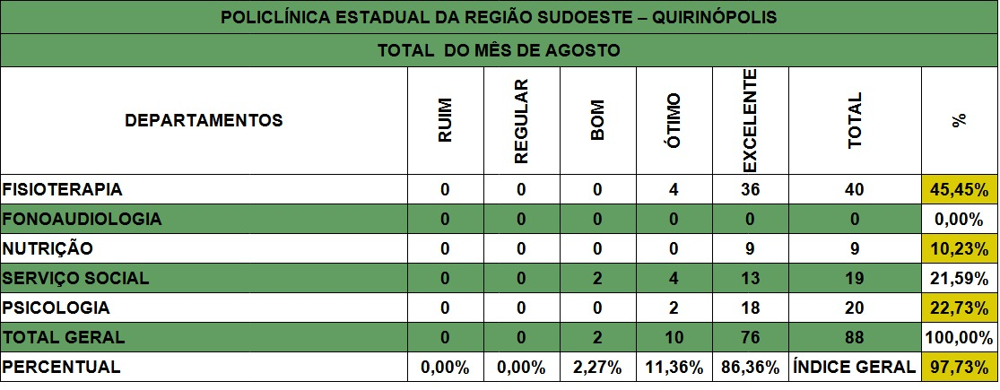 POLICLÍNICA ESTADUAL DA REGIÃO SUDOESTE – QUIRINÓPOLIS
TOTAL DO MÊS DE AGOSTO
DEPARTAMENTOS RUIM REGULAR BOM ÓTIMO EXCELENTE TOTAL %
FISIOTERAPIA 0 0 0 4 36 40 45,45%
FONOAUDIOLOGIA 0 0 0 0 0 0 0,00%
NUTRIÇÃO 0 0 0 0 9 9 10,23%
SERVIÇO SOCIAL 0 0 2 4 13 19 21,59%
PSICOLOGIA 0 0 0 2 18 20 22,73%
TOTAL GERAL 0 0 2 10 76 88 100,00%
PERCENTUAL 0,00% 0,00% 2,27% 11,36% 86,36% ÍNDICE GERAL 97,73%